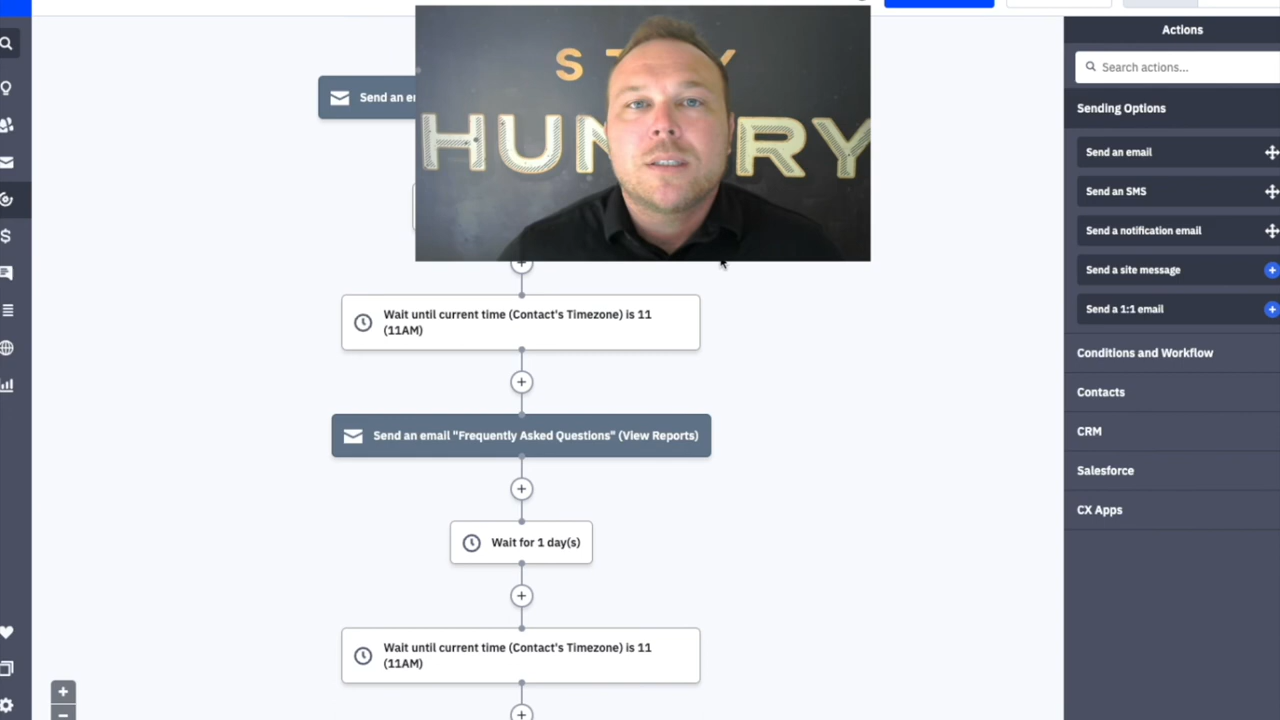 Actions
Search actions...
Sending Options
Send an email
Send an SMS
Send a notification email
Send a site message
Send a 1:1 email
Conditions and Workflow
Contacts
CRM
Salesforce
CX Apps
Send an
Wait until current time (Contact's Timezone) is 11
(11AM)
Send an email "Frequently Asked Questions" (View Reports)
Wait for 1 day(s)
Wait until current time (Contact's Timezone) is 11
(11AM)